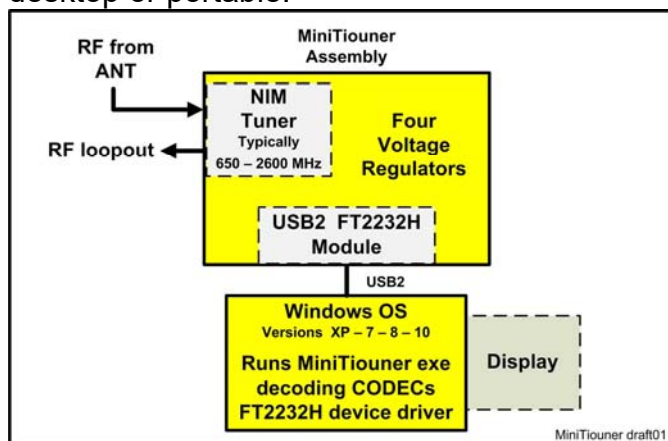 desktop or portable.
MiniTiouner
Assembly
RF from
ANT
RF loopout
NIM
Tuner
Typically
650 – 2600 MHz
Four
Voltage
Regulators
USB2 FT2232H
Module
USB2
Windows OS
Versions XP – 7 – 8 – 10
Runs MiniTiouner exe
decoding CODECs
FT2232H device driver
Display
MiniTiouner draft01